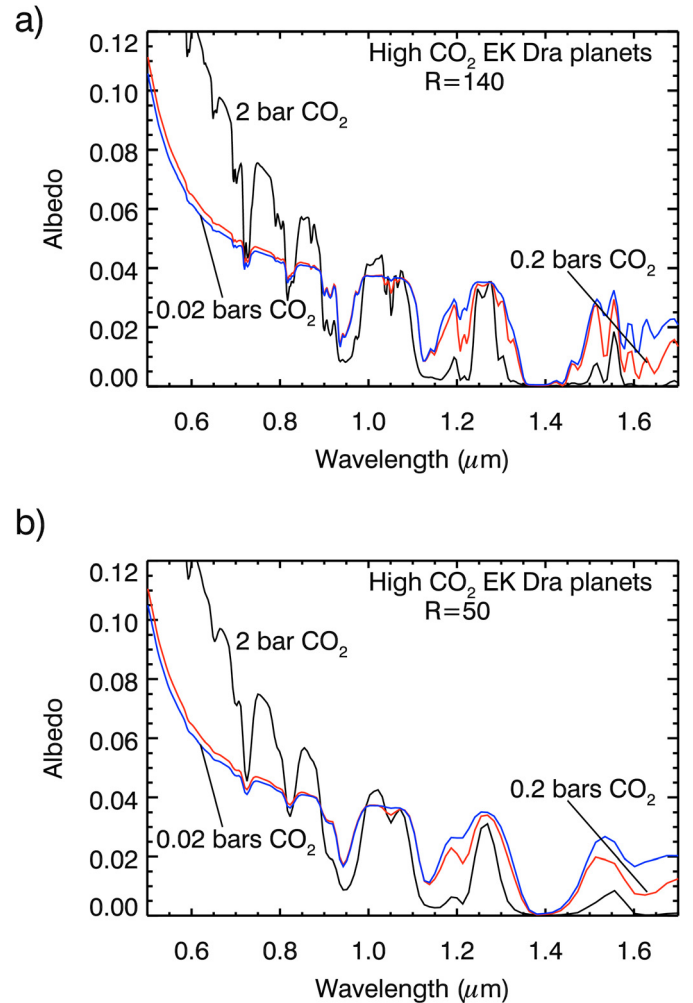 a)
High CO2 EK Dra planets
R=140
2 bar CO2
0.2 bars CO2
0.02 bars CO2
Albedo
0.12
0.10
0.08
0.06
0.04
0.02
0.00
0.6 0.8 1.0 1.2 1.4 1.6
Wavelength (μm)
b)
High CO2 EK Dra planets
R=50
2 bar CO2
0.2 bars CO2
0.02 bars CO2
Albedo
0.12
0.10
0.08
0.06
0.04
0.02
0.00
0.6 0.8 1.0 1.2 1.4 1.6
Wavelength (μm)